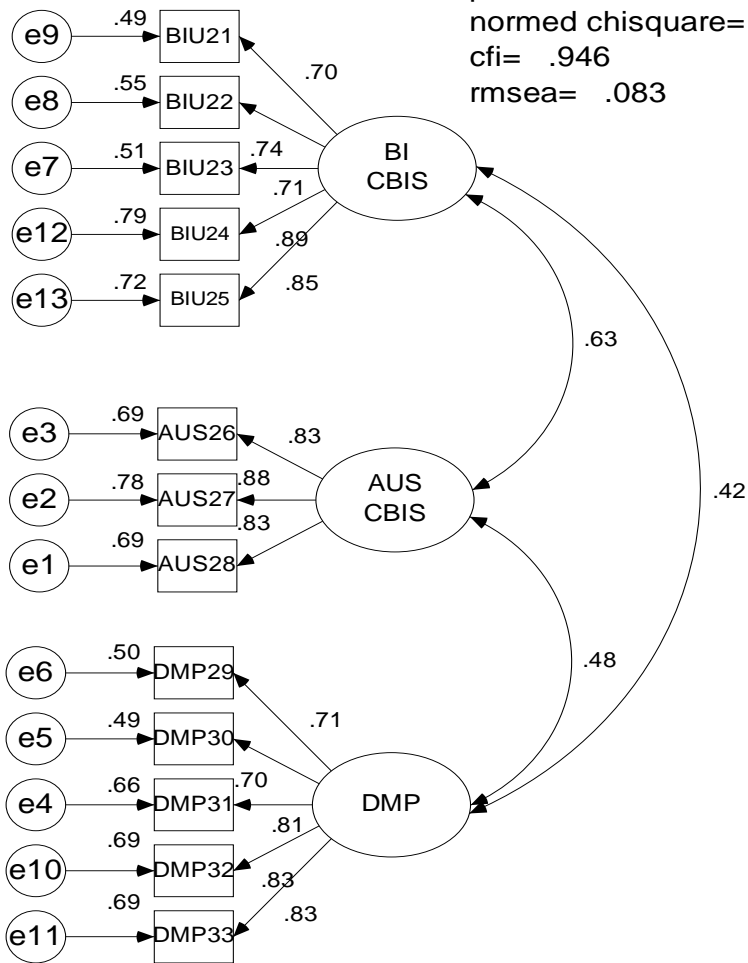 normed chisquare=
cfi= .946
rmsea= .083
e9 .49 BIU21 .70
e8 .55 BIU22
e7 .51 BIU23 .74
e12 .79 BIU24 .71
.89
e13 .72 BIU25 .85
BI
CBIS
.63
.42
e3 .69 AUS26 .83
e2 .78 AUS27 .88
e1 .69 AUS28 .83
AUS
CBIS
.48
e6 .50 DMP29 .71
e5 .49 DMP30
e4 .66 DMP31 .70
e10 .69 DMP32 .81
.83
e11 .69 DMP33 .83
DMP